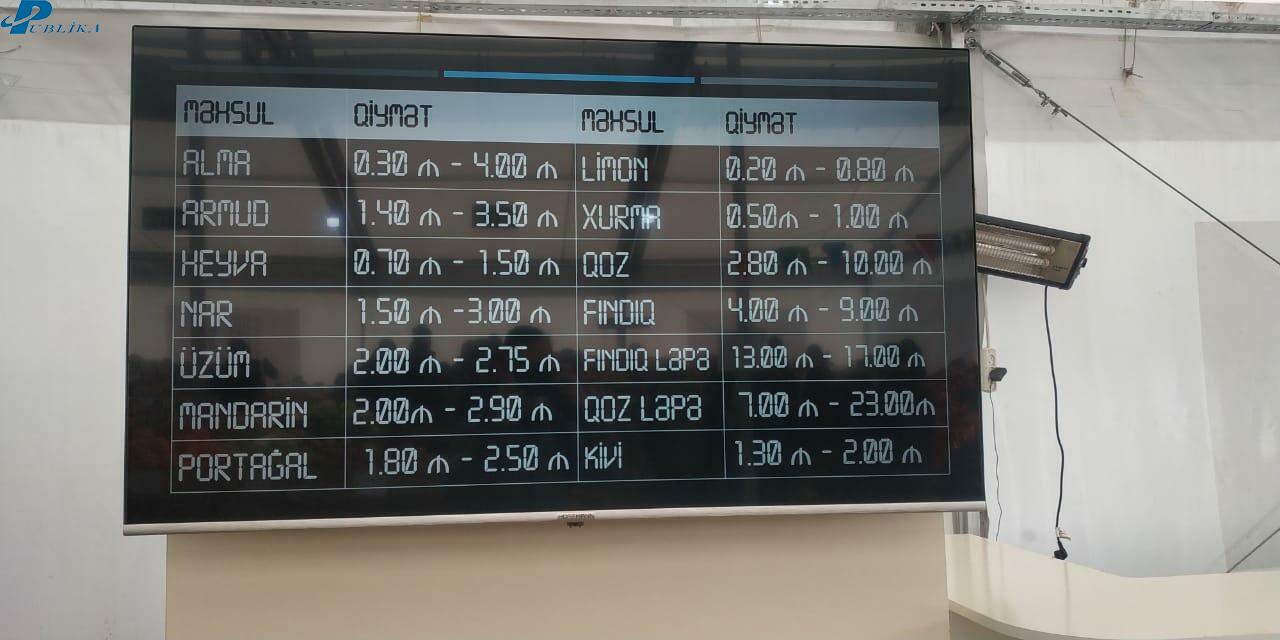 PUBLİKA
MƏHSUL QİYMƏT MƏHSUL QİYMƏT
ALMA 0.30 ₼ - 4.00 ₼ LİMON 0.20 ₼ - 0.80 ₼
ARMUD 1.40 ₼ - 3.50 ₼ XURMA 0.50₼ - 1.00 ₼
HEYVA 0.70 ₼ - 1.50 ₼ QOZ 2.80 ₼ - 10.00 ₼
NAR 1.50 ₼ -3.00 ₼ FINDIQ 4.00 ₼ - 9.00 ₼
ÜZÜM 2.00 ₼ - 2.75 ₼ FINDIQ LƏPƏ 13.00 ₼ - 17.00 ₼
MANDARİN 2.00₼ - 2.90 ₼ QOZ LƏPƏ 7.00 ₼ - 23.00₼
PORTAĞAL 1.80 ₼ - 2.50 ₼ KİVİ 1.30 ₼ - 2.00 ₼